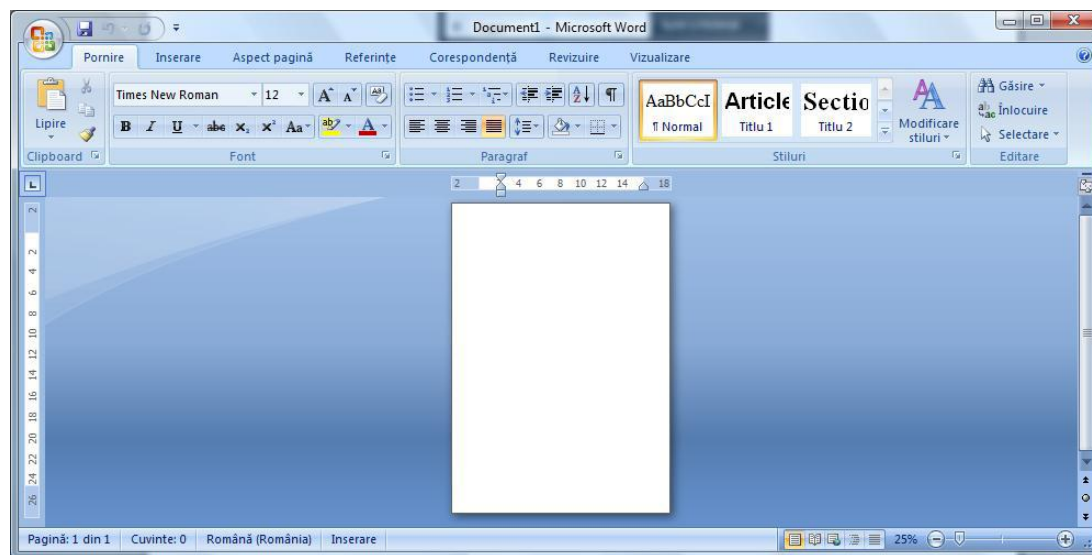 Document1 - Microsoft Word
Pornire Inserare Aspect pagină Referințe Corespondență Revizuire Vizualizare
Times New Roman 12
Găsire
AaBbCcI Article Sectio
Înlocuire
Lipire
¶ Normal Titlu 1 Titlu 2
Modificare
stiluri
Selectare
Clipboard Font Paragraf Stiluri Editare
2 4 6 8 10 12 14 18
2
2
4
6
8
10
12
14
16
18
20
22
24
26
Pagină: 1 din 1 Cuvinte: 0 Română (România) Inserare 25%